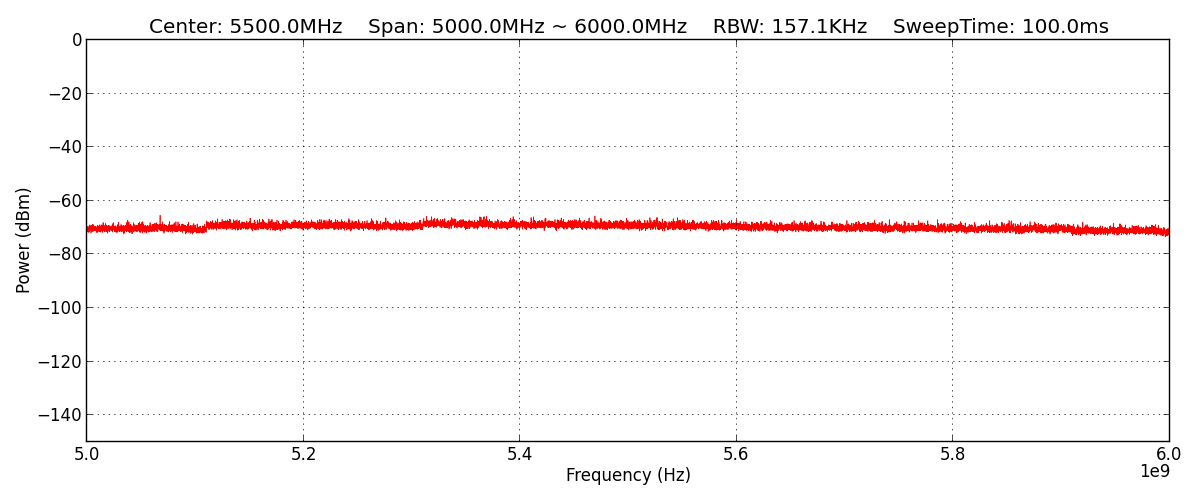 Center: 5500.0MHz    Span: 5000.0MHz ~ 6000.0MHz    RBW: 157.1KHz    SweepTime: 100.0ms
0
−20
−40
−60
−80
−100
−120
−140
Power (dBm)
5.0 5.2 5.4 5.6 5.8 6.0
1e9
Frequency (Hz)